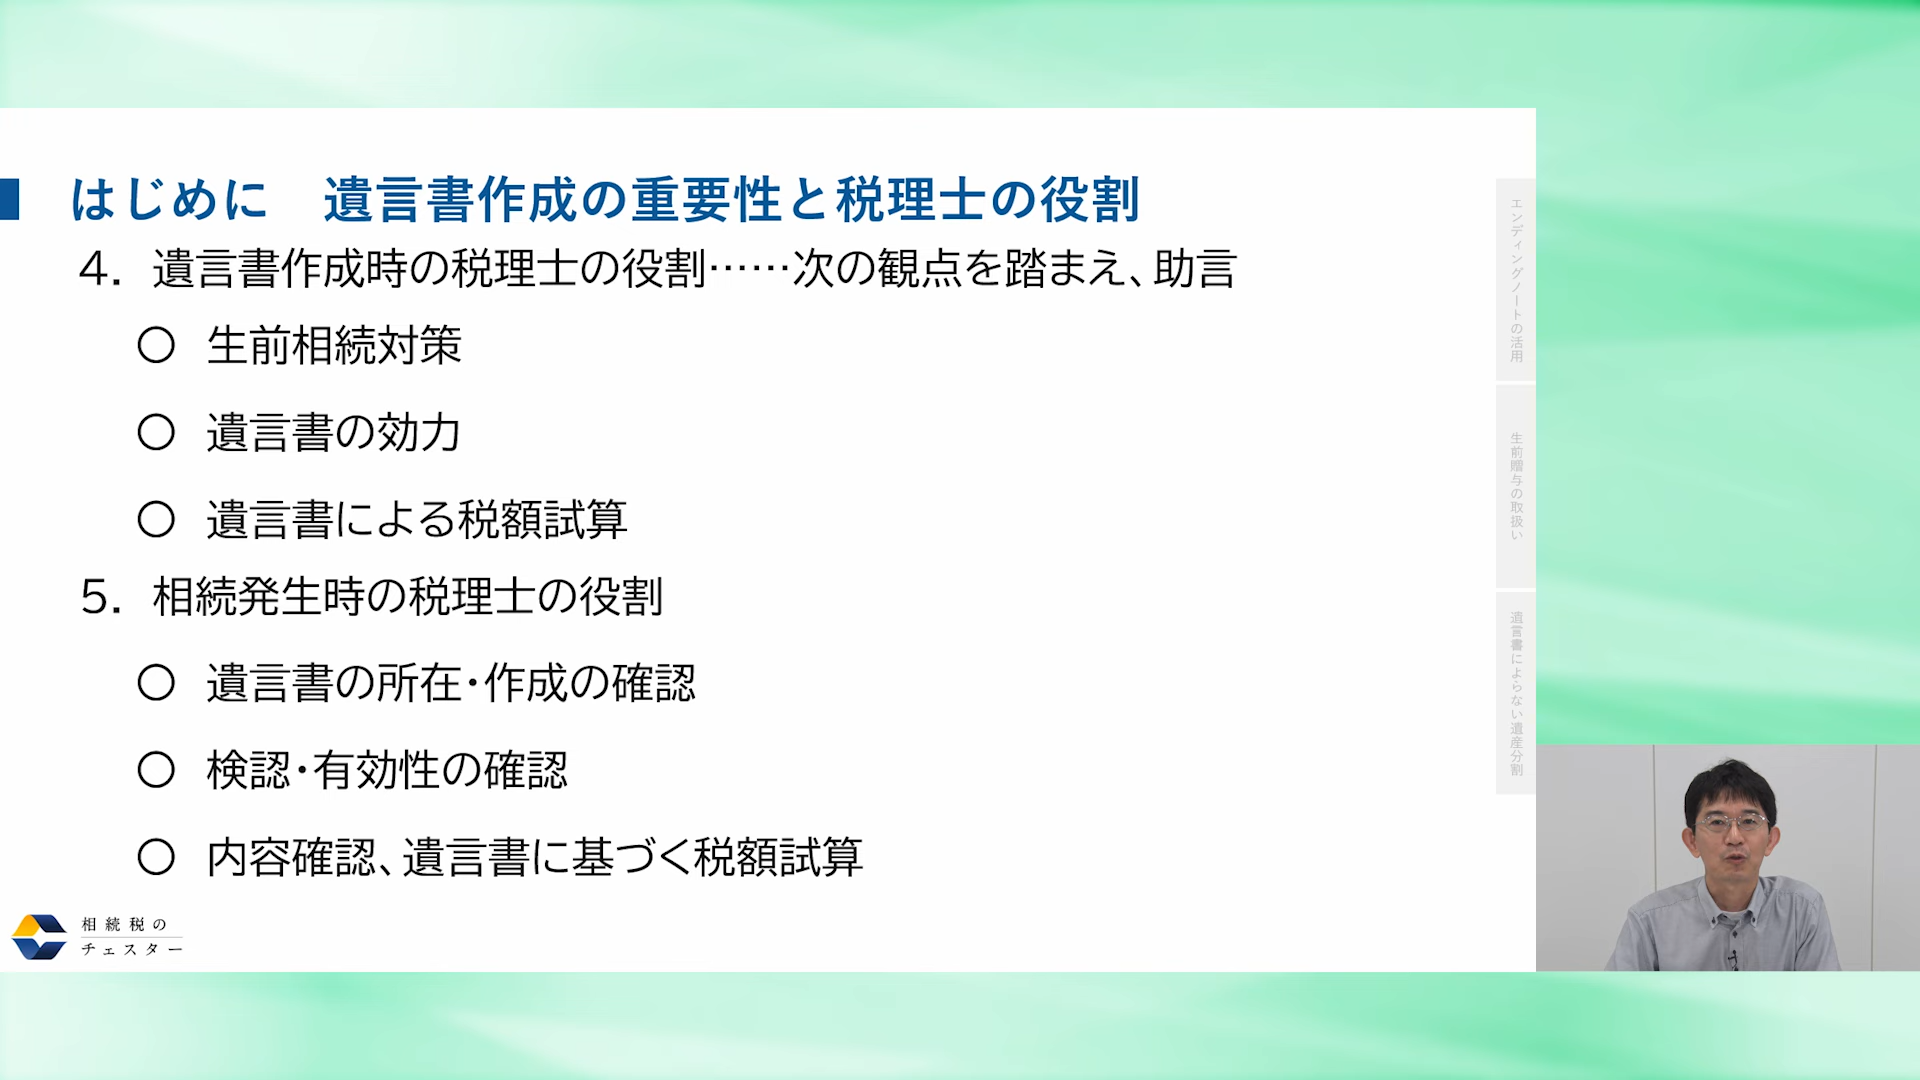 はじめに　遺言書作成の重要性と税理士の役割
4. 遺言書作成時の税理士の役割……次の観点を踏まえ、助言
○ 生前相続対策
○ 遺言書の効力
○ 遺言書による税額試算
5. 相続発生時の税理士の役割
○ 遺言書の所在・作成の確認
○ 検認・有効性の確認
○ 内容確認、遺言書に基づく税額試算
エンディングノートの活用
生前贈与の取扱い
遺言書によらない遺産分割
相続税の
チェスター